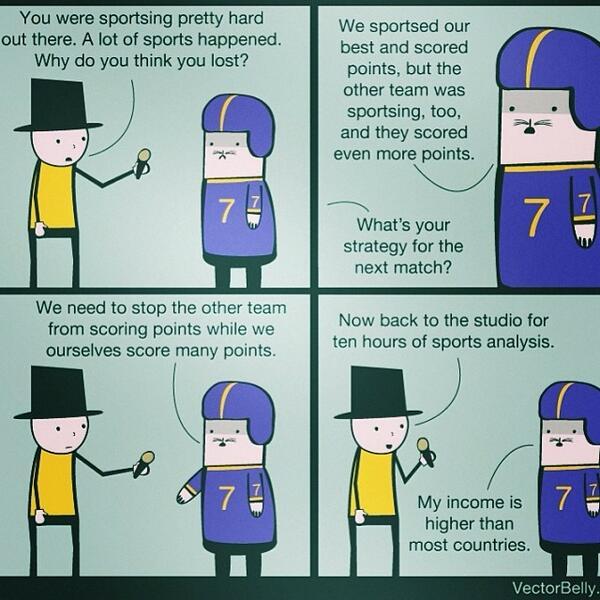 You were sportsing pretty hard
out there. A lot of sports happened.
Why do you think you lost?
7
7
We sportsed our
best and scored
points, but the
other team was
sportsing, too,
and they scored
even more points.
7
7
What's your
strategy for the
next match?
We need to stop the other team
from scoring points while we
ourselves score many points.
7
7
Now back to the studio for
ten hours of sports analysis.
7
7
My income is
higher than
most countries.
VectorBelly.